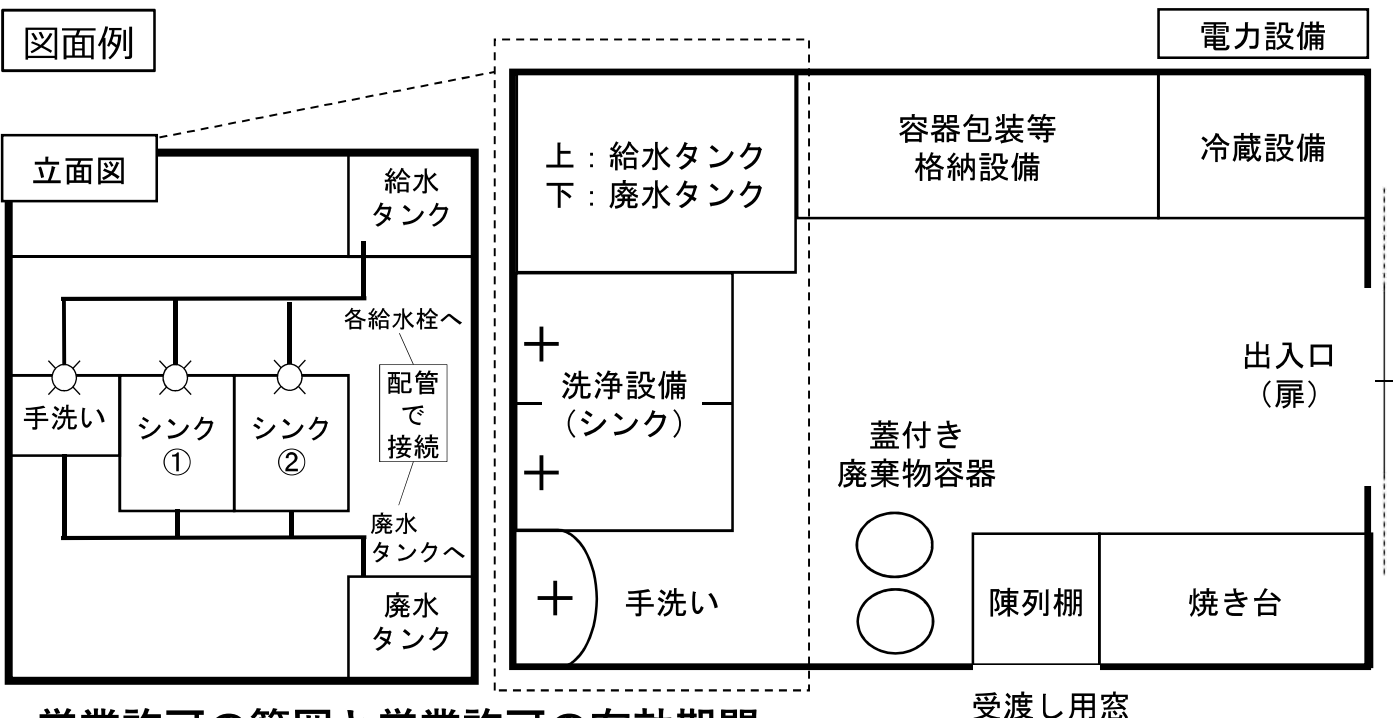 図面例
電力設備
立面図
給水
タンク
各給水栓へ
配管
で
接続
手洗い
シンク
①
シンク
②
廃水
タンクへ
廃水
タンク
上：給水タンク
下：廃水タンク
容器包装等
格納設備
冷蔵設備
洗浄設備
（シンク）
出入口
（扉）
蓋付き
廃棄物容器
手洗い
陳列棚
焼き台
受渡し用窓